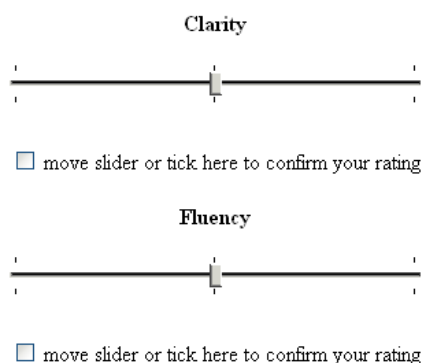 Clarity
move slider or tick here to confirm your rating
Fluency
move slider or tick here to confirm your rating